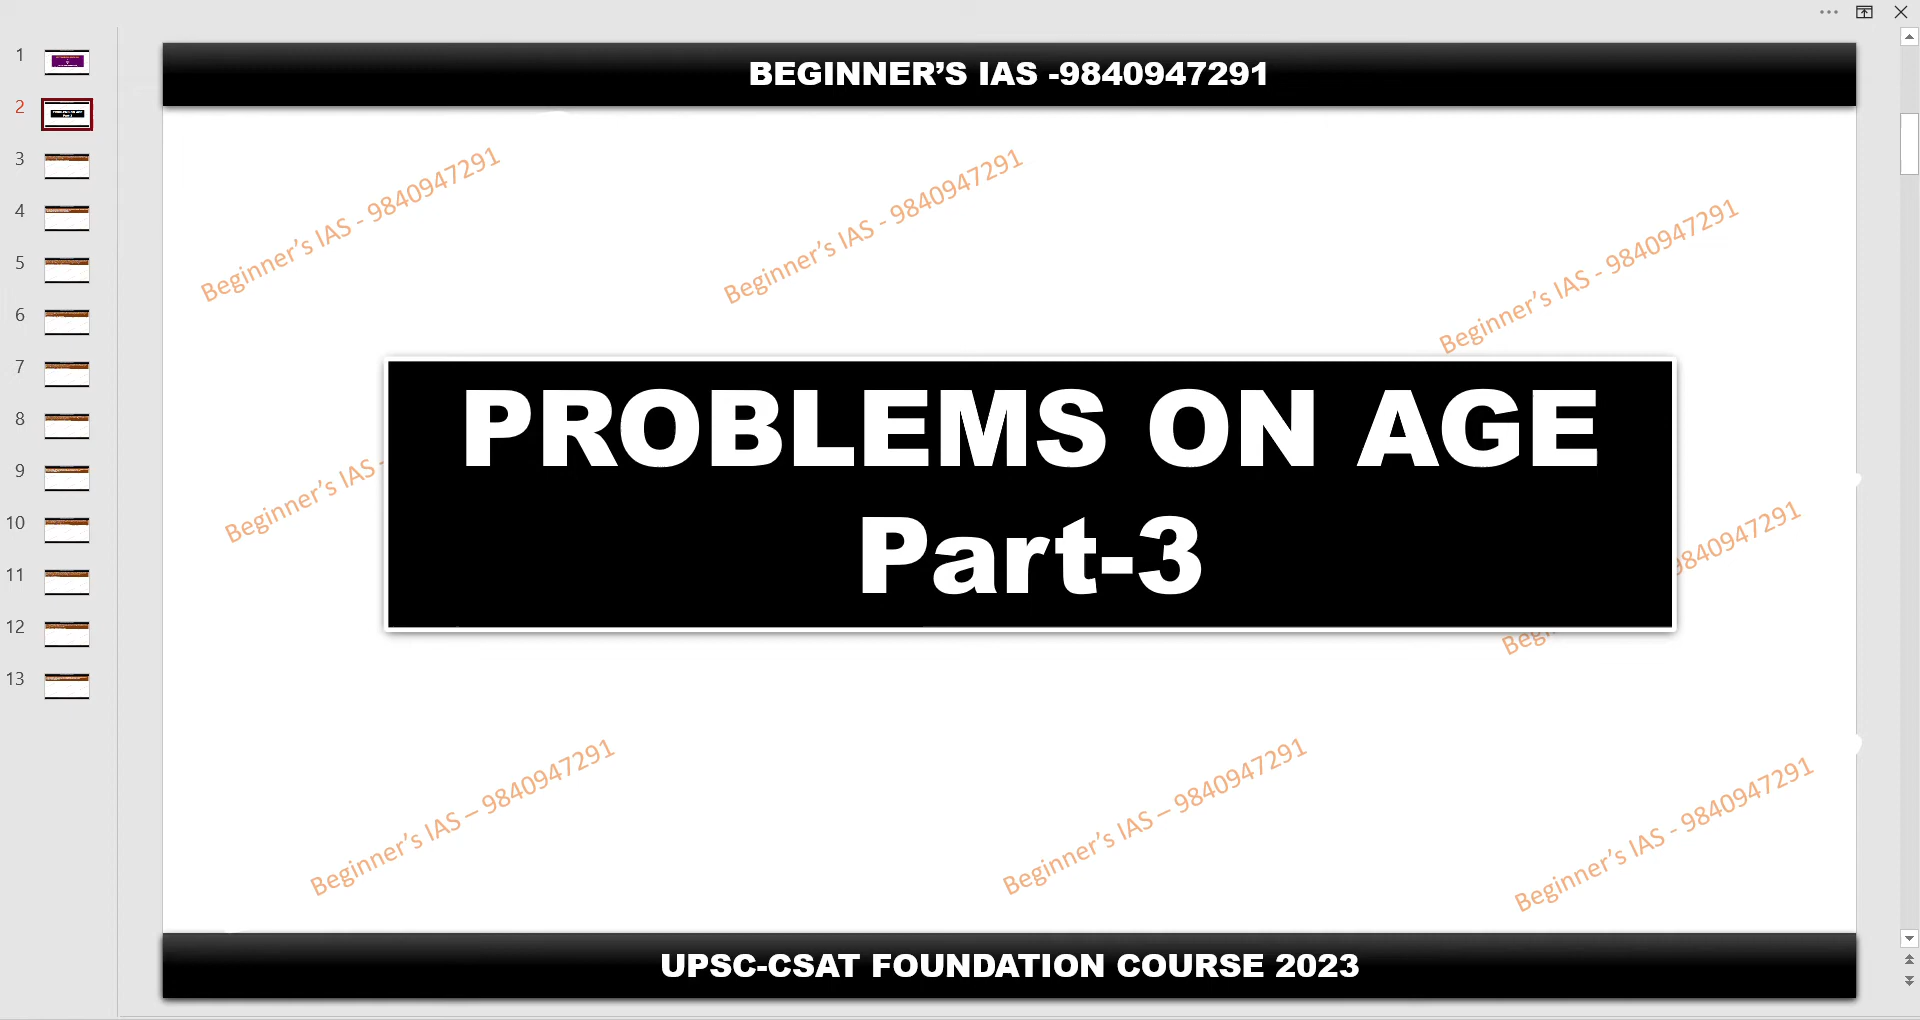 BEGINNER’S IAS -9840947291
1
2
3
4
5
6
7
8
9
10
11
12
13
Beginner’s IAS - 9840947291
Beginner’s IAS - 9840947291
Beginner’s IAS - 9840947291
PROBLEMS ON AGE
Part-3
Beginner’s IAS -
9840947291
Beginner’s IAS – 9840947291
Beginner’s IAS – 9840947291
Beginner’s IAS - 9840947291
UPSC-CSAT FOUNDATION COURSE 2023